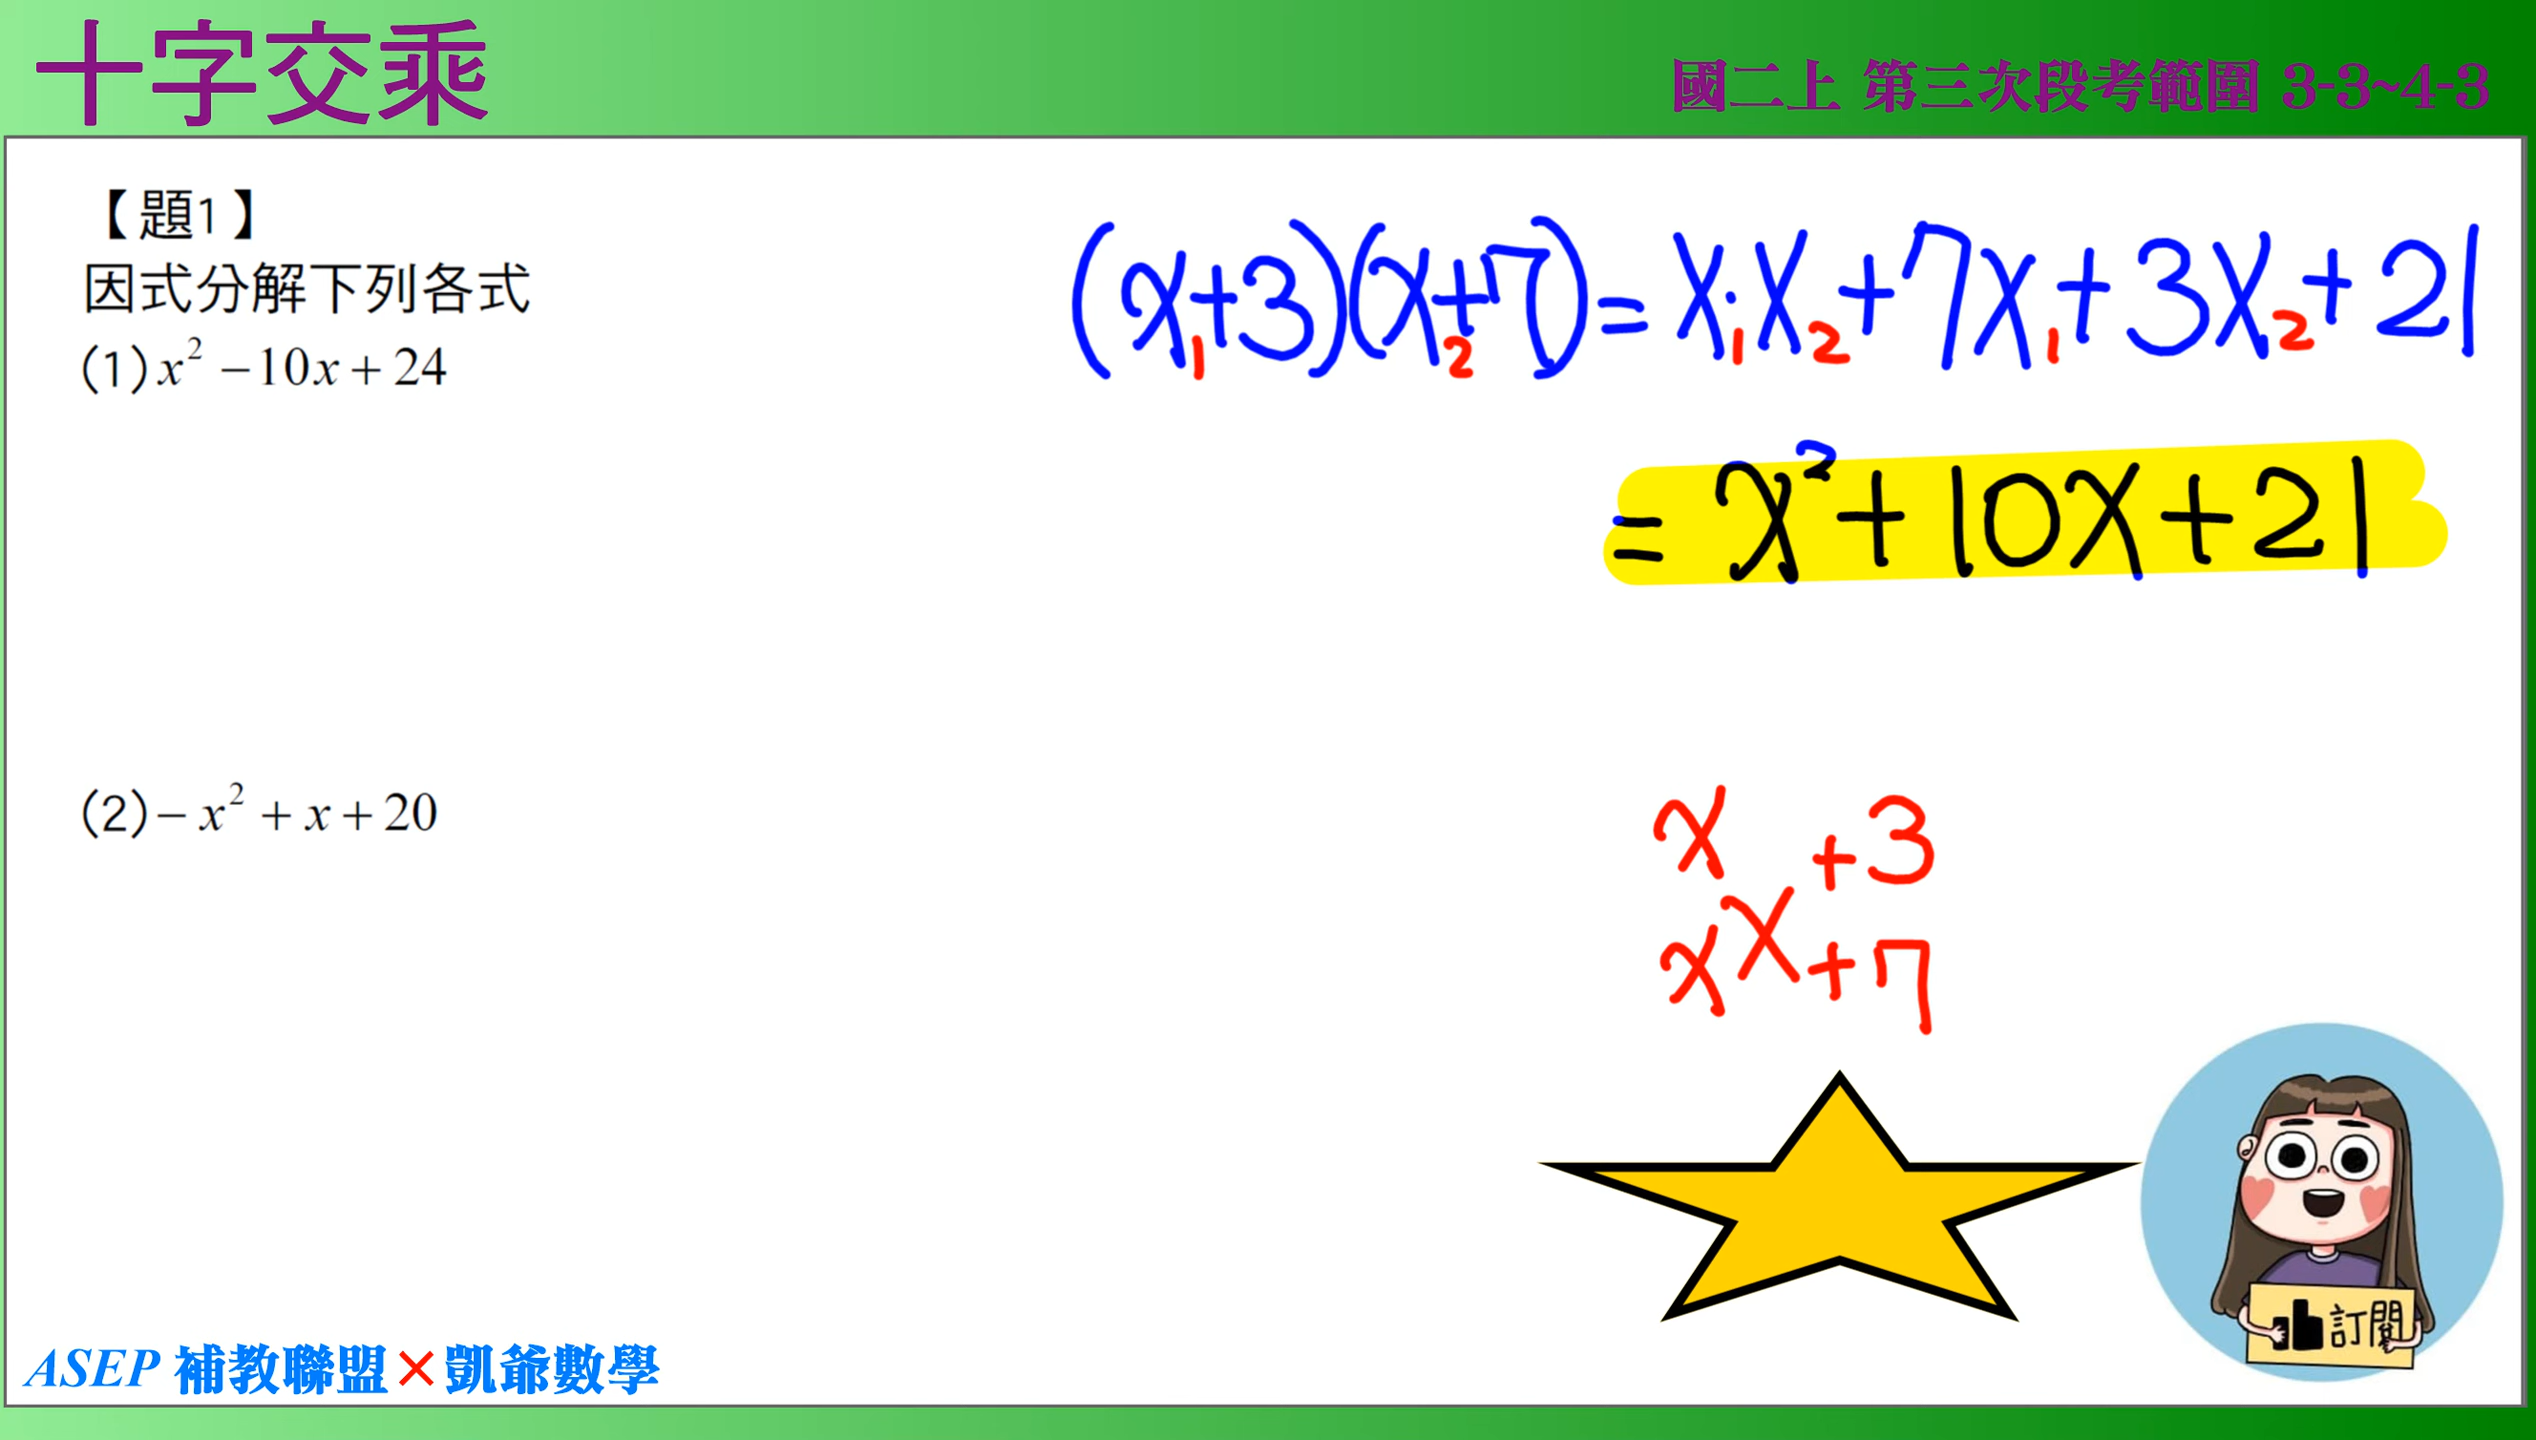 十字交乘
國二上 第三次段考範圍 3-3~4-3
【題1】
因式分解下列各式
(1) x² − 10x + 24
(2) − x² + x + 20
(x₁+3)(x₂+7) = x₁·x₂ + 7x₁ + 3x₂ + 21
= x² + 10x + 21
x +3
x
x +7
訂閱
ASEP 補教聯盟×凱爺數學